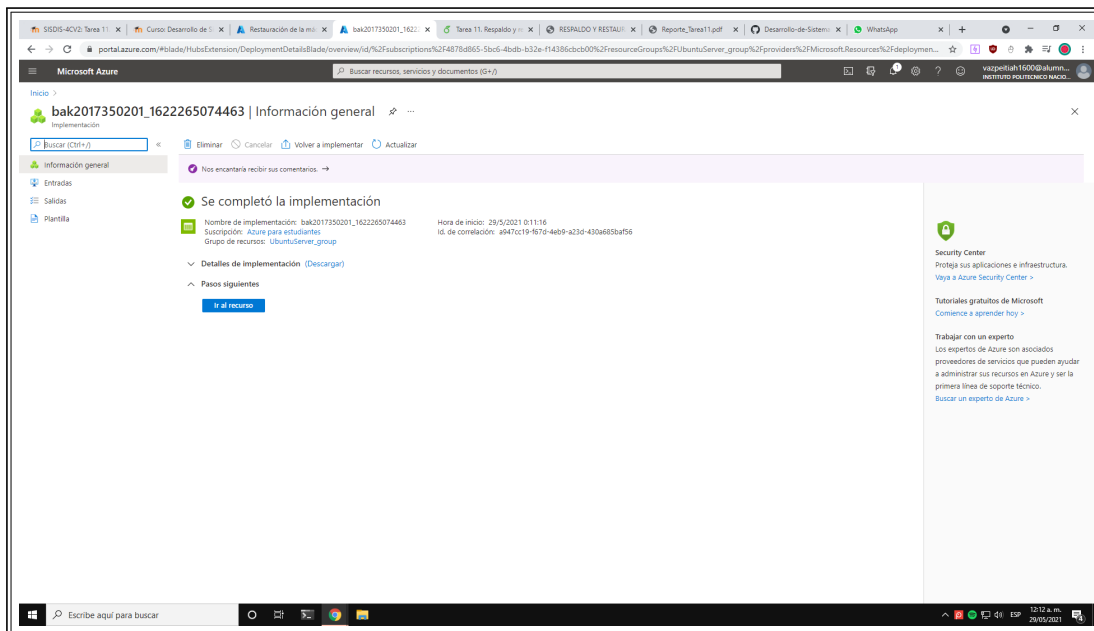 SISDIS-4CV2: Tarea 11
Curso: Desarrollo de S
Restauración de la má
bak2017350201_1622
Tarea 11. Respaldo y r
RESPALDO Y RESTAUR
Reporte_Tarea11.pdf
Desarrollo-de-Sistema
WhatsApp
portal.azure.com/#blade/HubsExtension/DeploymentDetailsBlade/overview/id/%2Fsubscriptions%2F4878d865-5bc6-4bdb-b32e-f14386cbcb00%2FresourceGroups%2FUbuntuServer_group%2Fproviders%2FMicrosoft.Resources%2Fdeploymen...
Microsoft Azure
Buscar recursos, servicios y documentos (G+/)
1
vazpeitiah1600@alumn...
INSTITUTO POLITECNICO NACIO...
Inicio >
bak2017350201_1622265074463 | Información general
Implementación
Buscar (Ctrl+/)
«
Eliminar
Cancelar
Volver a implementar
Actualizar
Información general
Entradas
Salidas
Plantilla
Nos encantaría recibir sus comentarios. →
Se completó la implementación
Nombre de implementación: bak2017350201_1622265074463
Suscripción: Azure para estudiantes
Grupo de recursos: UbuntuServer_group
Hora de inicio: 29/5/2021 0:11:16
Id. de correlación: a947cc19-f67d-4eb9-a23d-430a685baf56
Detalles de implementación (Descargar)
Pasos siguientes
Ir al recurso
Security Center
Proteja sus aplicaciones e infraestructura.
Vaya a Azure Security Center >
Tutoriales gratuitos de Microsoft
Comience a aprender hoy >
Trabajar con un experto
Los expertos de Azure son asociados
proveedores de servicios que pueden ayudar
a administrar sus recursos en Azure y ser la
primera línea de soporte técnico.
Buscar un experto de Azure >
Escribe aquí para buscar
ESP
12:12 a. m.
29/05/2021
4